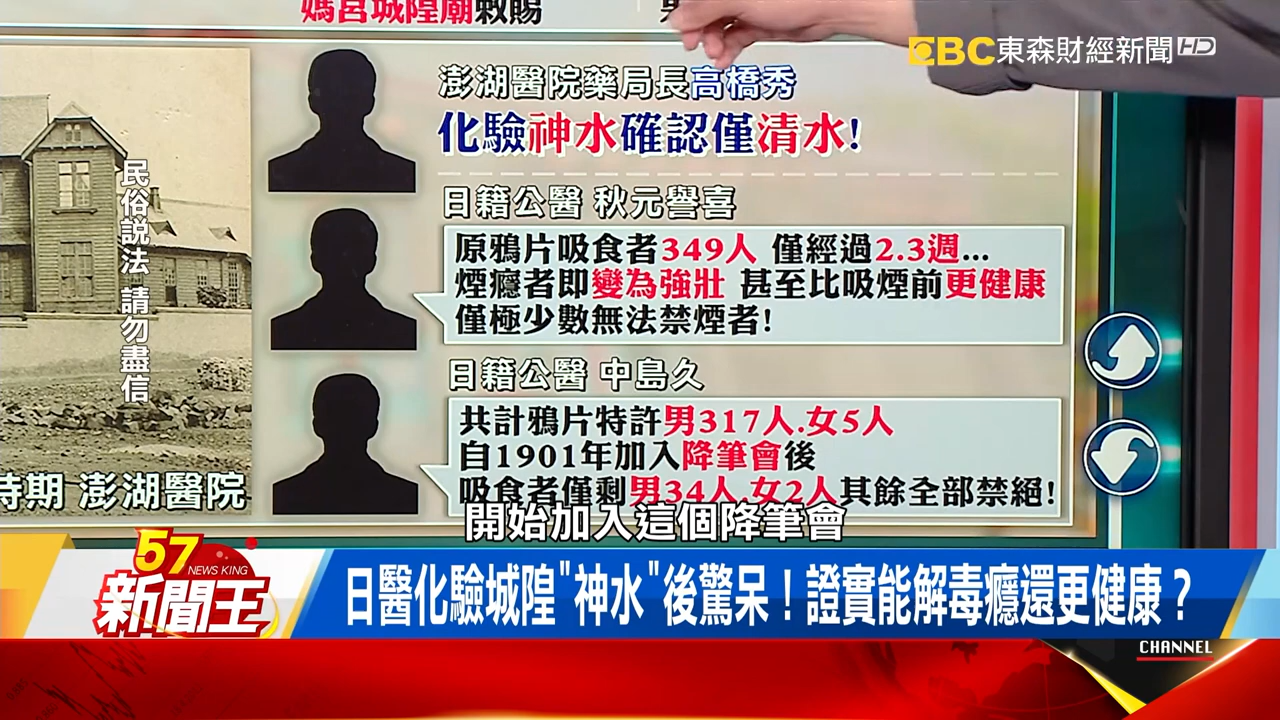 媽宮城隍廟敕賜
EBC 東森財經新聞 HD
澎湖醫院藥局長高橋秀
化驗神水確認僅清水!
日籍公醫 秋元譽喜
原鴉片吸食者349人 僅經過2.3週...
煙癮者即變為強壯 甚至比吸煙前更健康
僅極少數無法禁煙者!
日籍公醫 中島久
共計鴉片特許男317人.女5人
自1901年加入降筆會後
吸食者僅剩男34人.女2人其餘全部禁絕!
民俗説法 請勿盡信
時期 澎湖醫院
開始加入這個降筆會
57
NEWS KING
新聞王
日醫化驗城隍"神水"後驚呆!證實能解毒癮還更健康?
CHANNEL